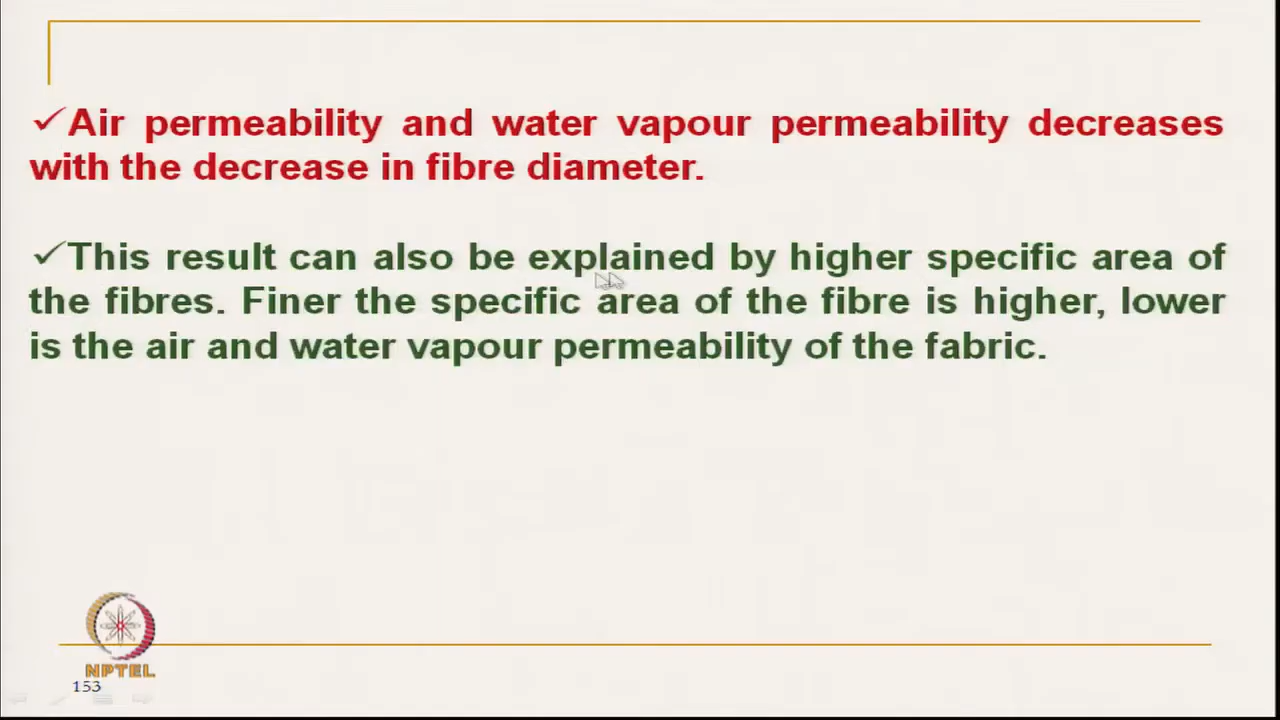 ✓Air permeability and water vapour permeability decreases
with the decrease in fibre diameter.
✓This result can also be explained by higher specific area of
the fibres. Finer the specific area of the fibre is higher, lower
is the air and water vapour permeability of the fabric.
NPTEL
153